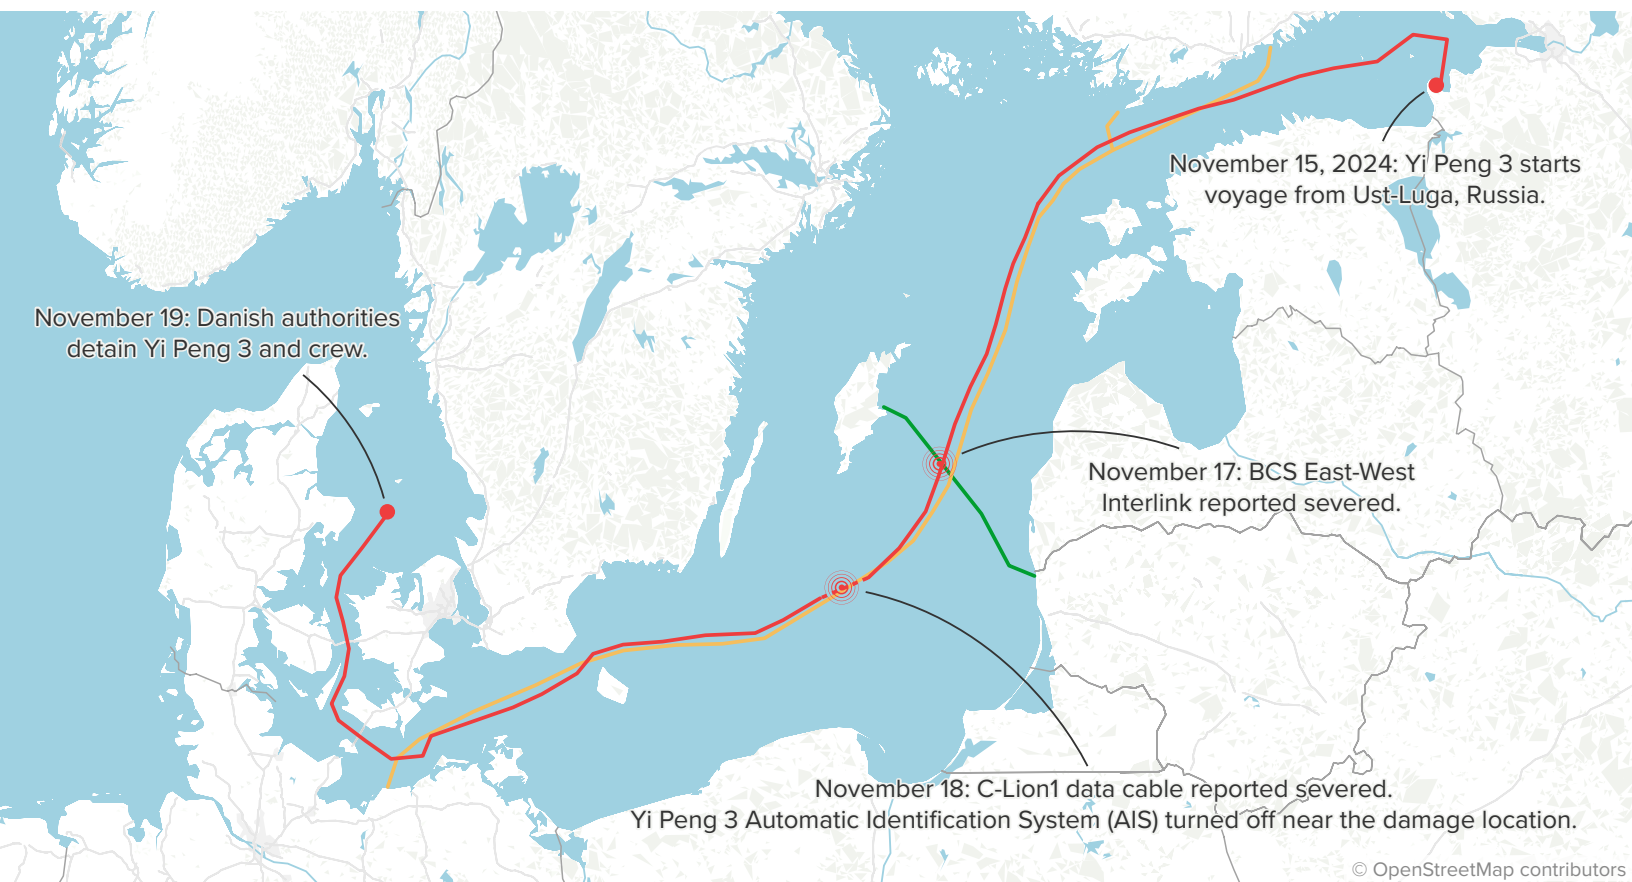 November 15, 2024: Yi Peng 3 starts
voyage from Ust-Luga, Russia.
November 19: Danish authorities
detain Yi Peng 3 and crew.
November 17: BCS East-West
Interlink reported severed.
November 18: C-Lion1 data cable reported severed.
Yi Peng 3 Automatic Identification System (AIS) turned off near the damage location.
© OpenStreetMap contributors